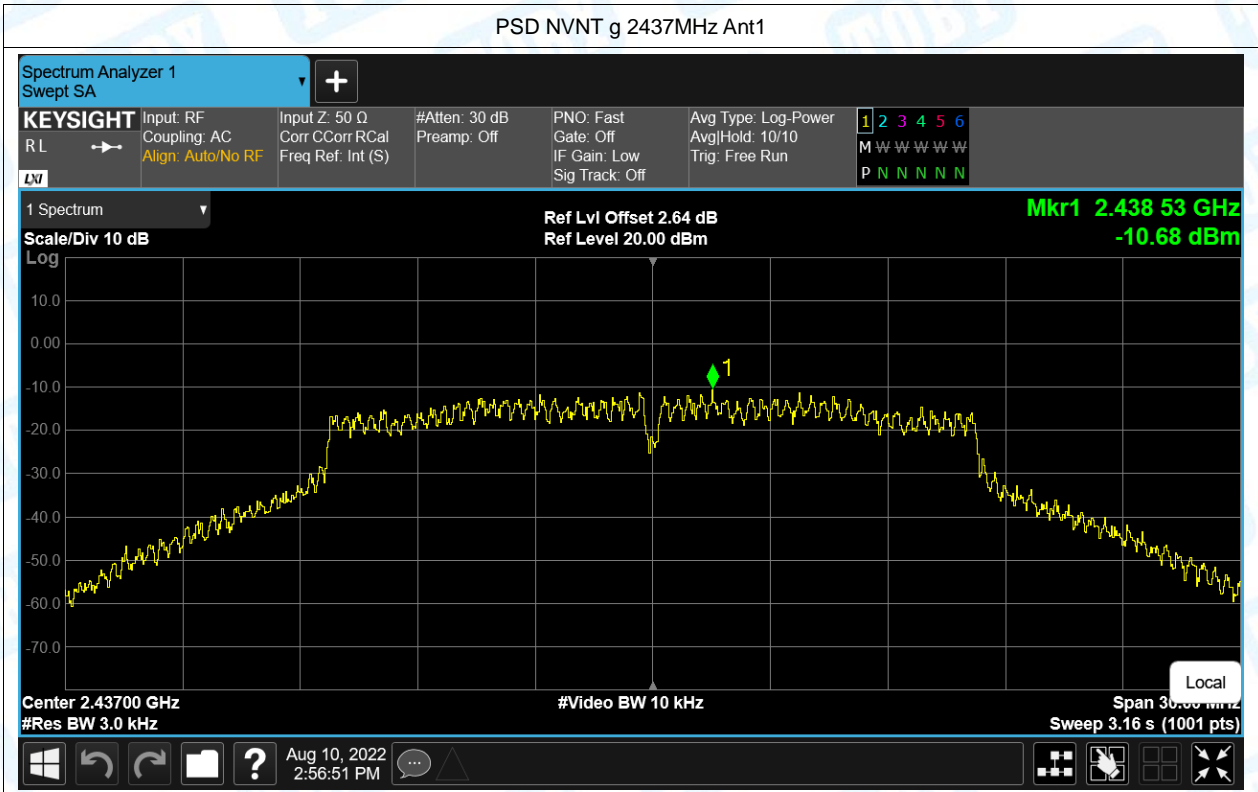 PSD NVNT g 2437MHz Ant1
Spectrum Analyzer 1
Swept SA
KEYSIGHT
R L
LXI
Input: RF
Coupling: AC
Align: Auto/No RF
Input Z: 50 Ω
Corr CCorr RCal
Freq Ref: Int (S)
#Atten: 30 dB
Preamp: Off
PNO: Fast
Gate: Off
IF Gain: Low
Sig Track: Off
Avg Type: Log-Power
Avg|Hold: 10/10
Trig: Free Run
1 2 3 4 5 6
M W W W W W
P N N N N N
1 Spectrum
Scale/Div 10 dB
Ref Lvl Offset 2.64 dB
Ref Level 20.00 dBm
Mkr1 2.438 53 GHz
-10.68 dBm
Log
10.0
0.00
-10.0
-20.0
-30.0
-40.0
-50.0
-60.0
-70.0
1
Center 2.43700 GHz
#Res BW 3.0 kHz
#Video BW 10 kHz
Local
Span 30.00 MHz
Sweep 3.16 s (1001 pts)
?
Aug 10, 2022
2:56:51 PM